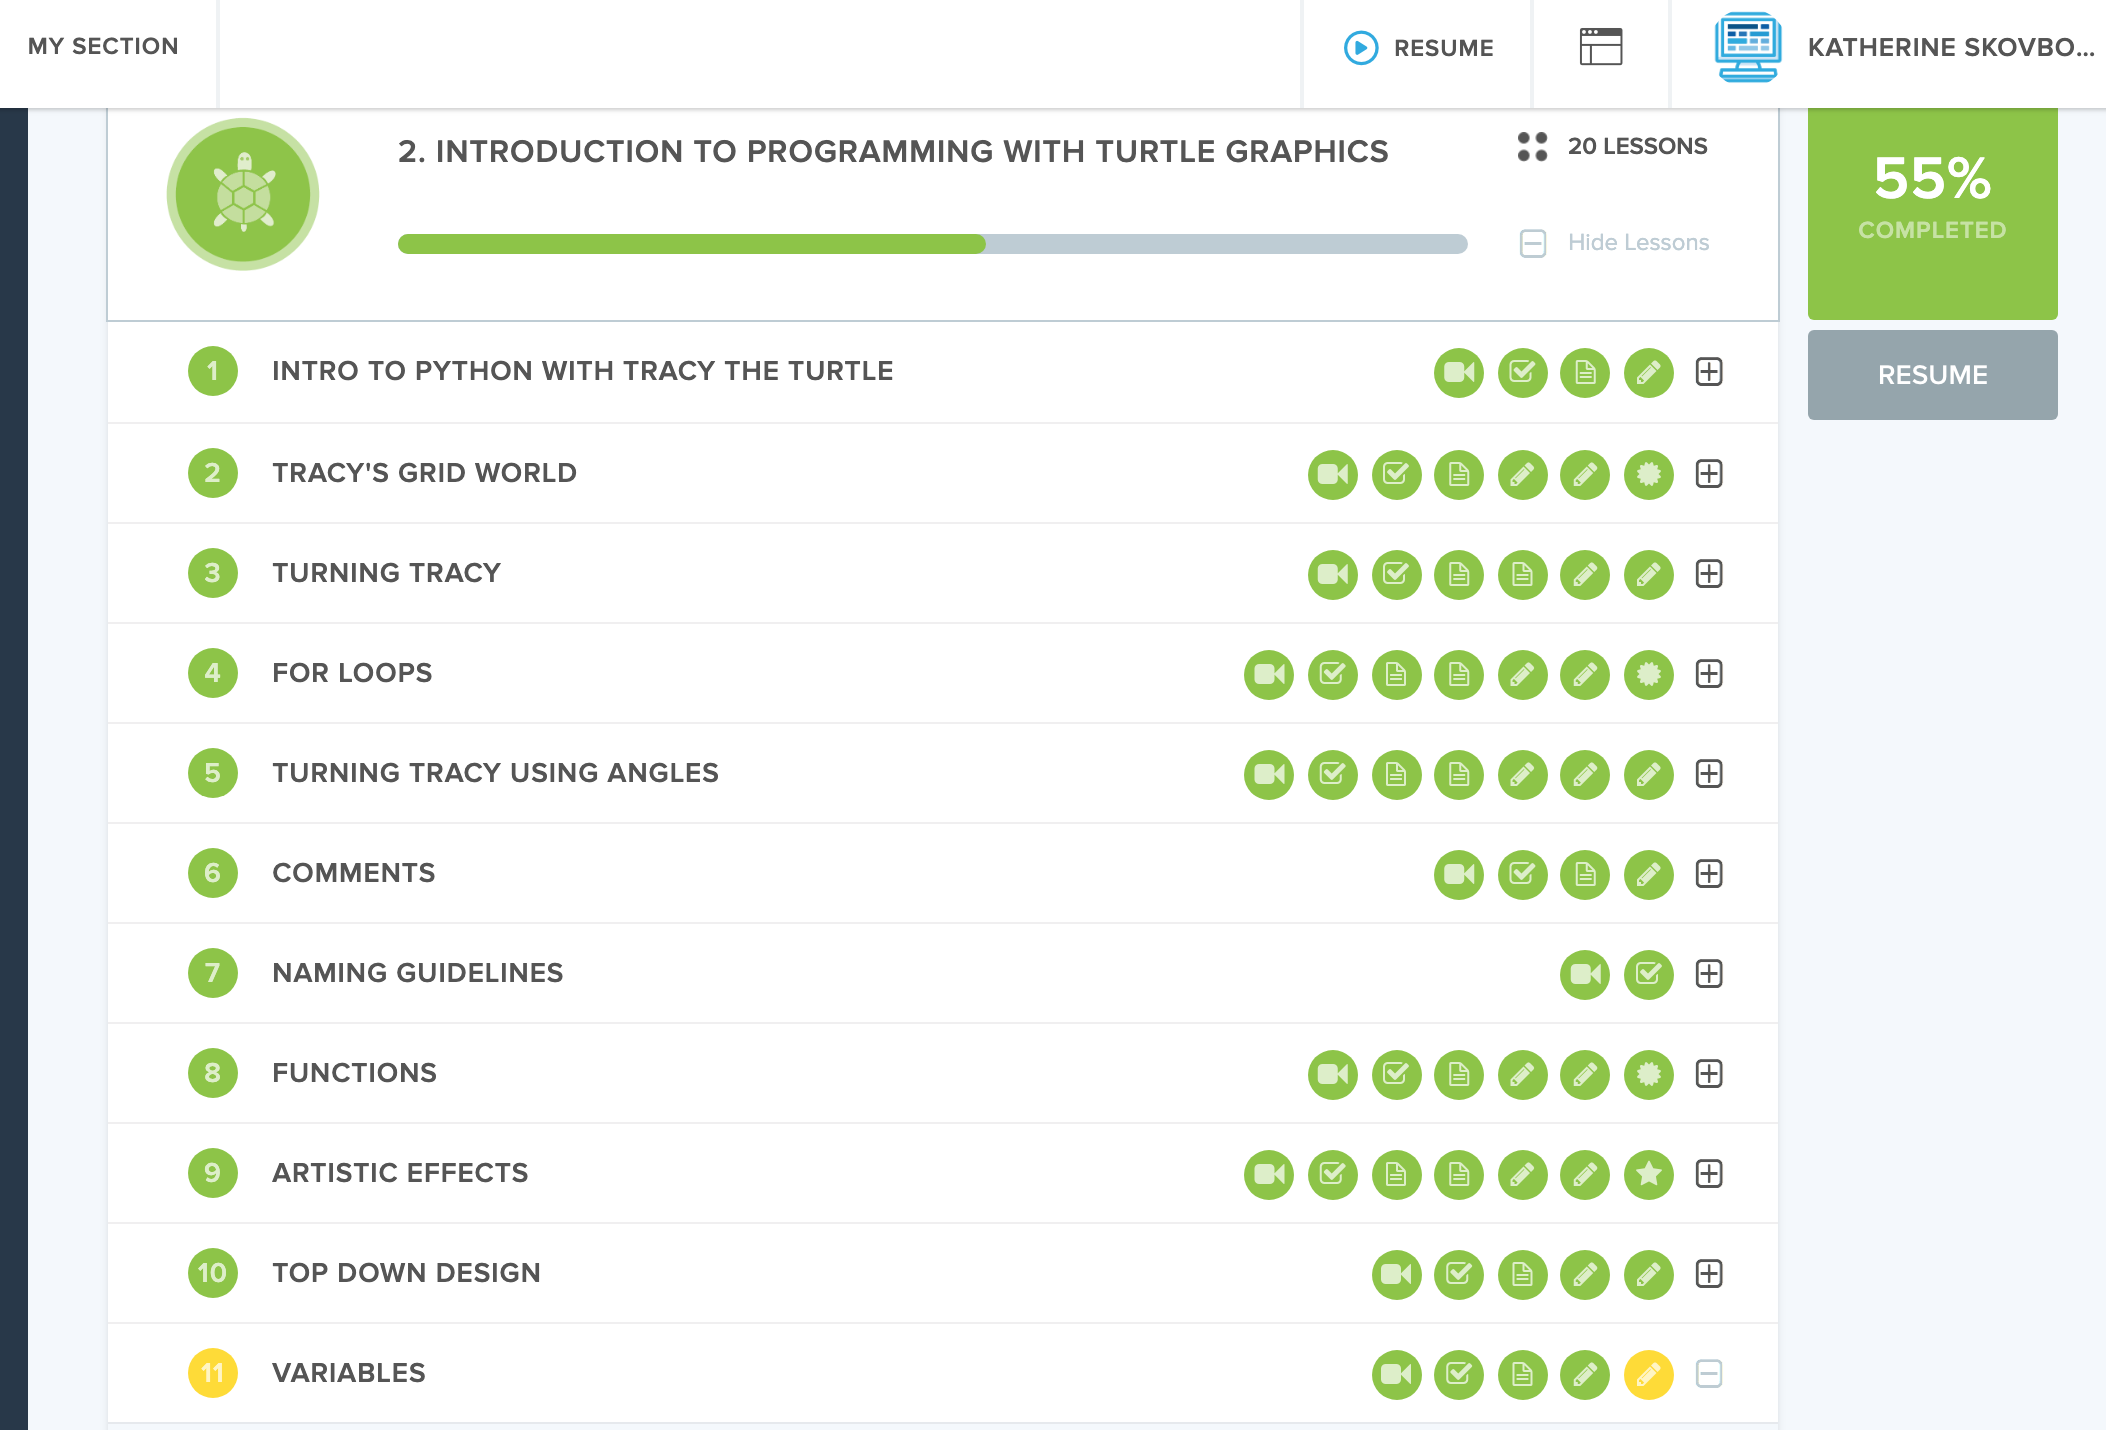 MY SECTION
RESUME
KATHERINE SKOVBO...
2. INTRODUCTION TO PROGRAMMING WITH TURTLE GRAPHICS
20 LESSONS
Hide Lessons
55%
COMPLETED
RESUME
1 INTRO TO PYTHON WITH TRACY THE TURTLE
2 TRACY'S GRID WORLD
3 TURNING TRACY
4 FOR LOOPS
5 TURNING TRACY USING ANGLES
6 COMMENTS
7 NAMING GUIDELINES
8 FUNCTIONS
9 ARTISTIC EFFECTS
10 TOP DOWN DESIGN
11 VARIABLES